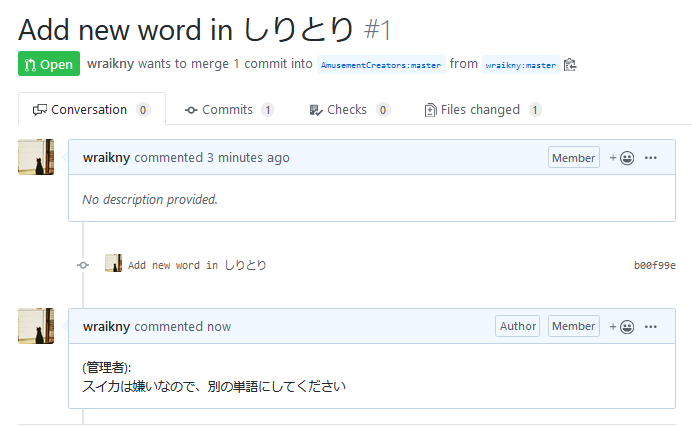 Add new word in しりとり #1
Open wraikny wants to merge 1 commit into AmusementCreators:master from wraikny:master
Conversation 0 Commits 1 Checks 0 Files changed 1
wraikny commented 3 minutes ago Member
No description provided.
Add new word in しりとり b00f99e
wraikny commented now Author Member
(管理者):
スイカは嫌いなので、別の単語にしてください